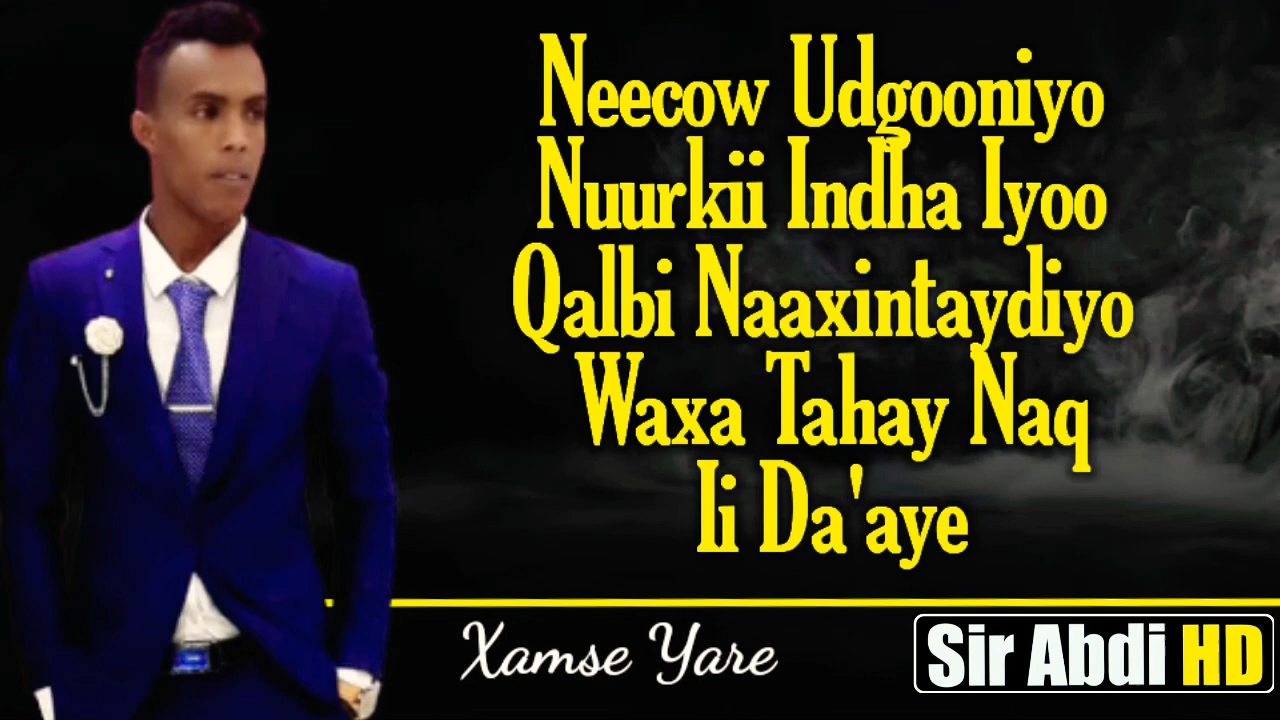 Neecow Udgooniyo
Nuurkii Indha Iyoo
Qalbi Naaxintaydiyo
Waxa Tahay Naq
Ii Da'aye
Xamse Yare
Sir Abdi HD